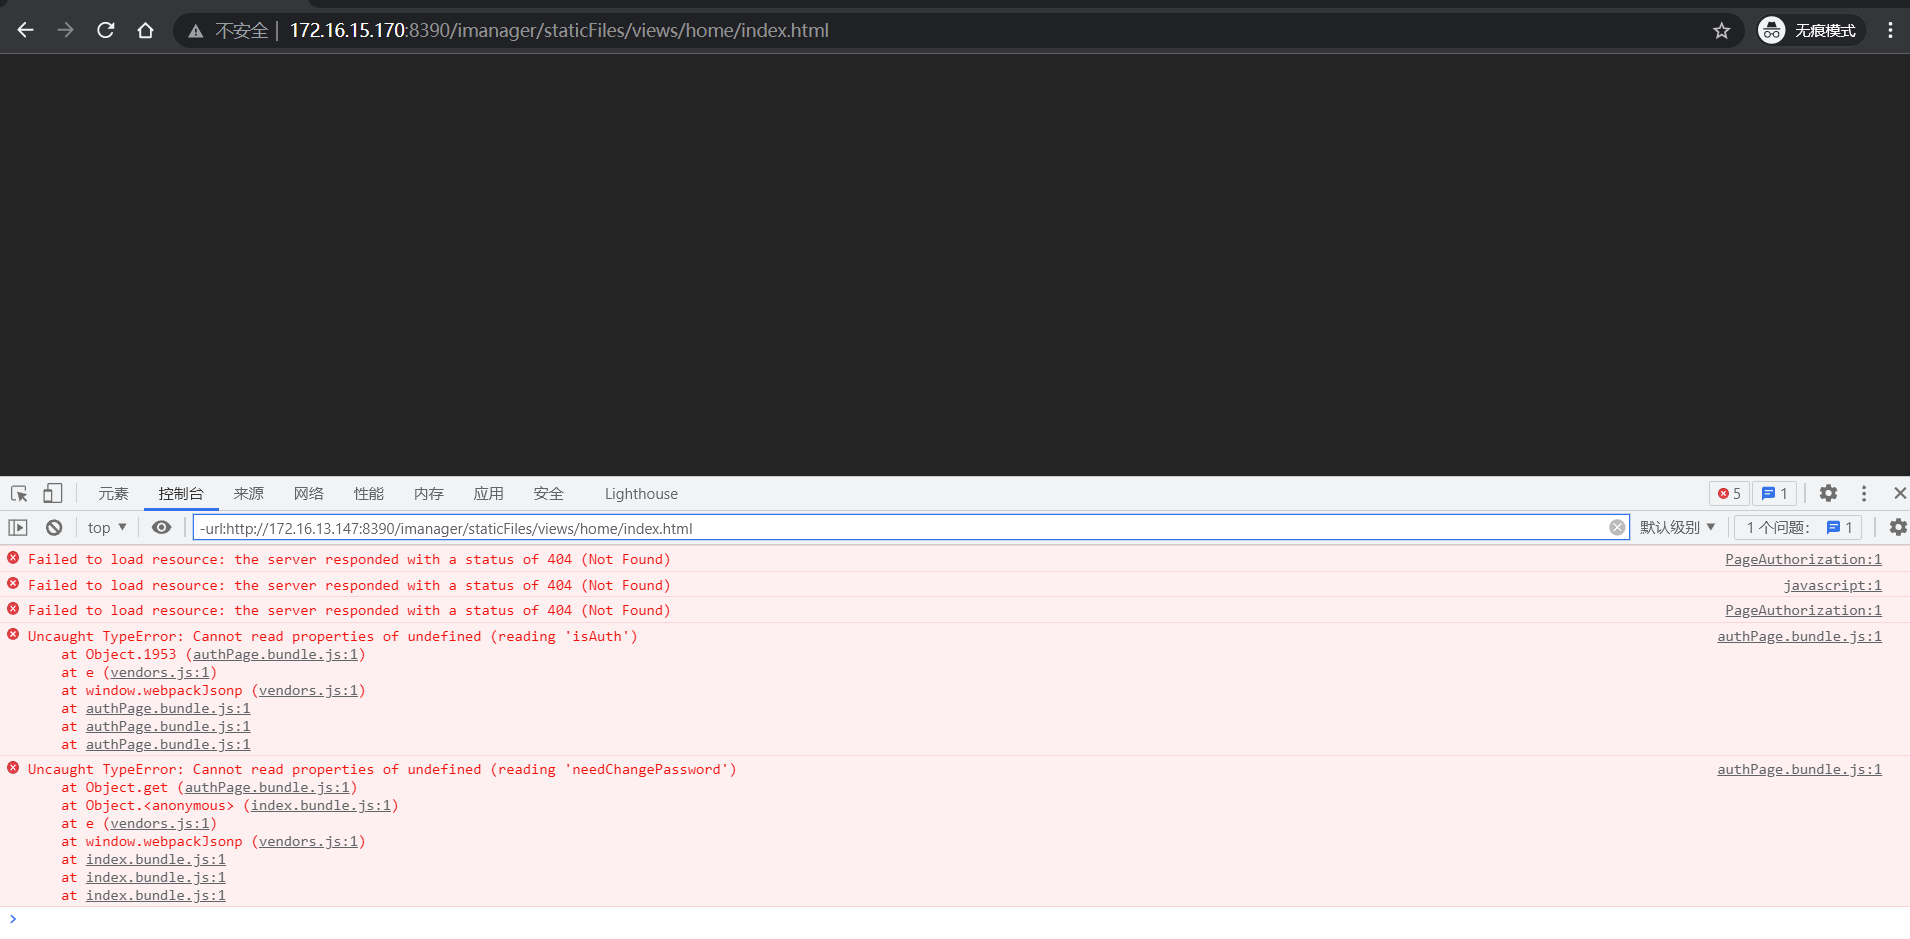 不安全 | 172.16.15.170:8390/imanager/staticFiles/views/home/index.html 无痕模式
元素 控制台 来源 网络 性能 内存 应用 安全 Lighthouse 5 1
top -url:http://172.16.13.147:8390/imanager/staticFiles/views/home/index.html 默认级别 1 个问题: 1
Failed to load resource: the server responded with a status of 404 (Not Found) PageAuthorization:1
Failed to load resource: the server responded with a status of 404 (Not Found) javascript:1
Failed to load resource: the server responded with a status of 404 (Not Found) PageAuthorization:1
Uncaught TypeError: Cannot read properties of undefined (reading 'isAuth') authPage.bundle.js:1
at Object.1953 (authPage.bundle.js:1)
at e (vendors.js:1)
at window.webpackJsonp (vendors.js:1)
at authPage.bundle.js:1
at authPage.bundle.js:1
at authPage.bundle.js:1
Uncaught TypeError: Cannot read properties of undefined (reading 'needChangePassword') authPage.bundle.js:1
at Object.get (authPage.bundle.js:1)
at Object.<anonymous> (index.bundle.js:1)
at e (vendors.js:1)
at window.webpackJsonp (vendors.js:1)
at index.bundle.js:1
at index.bundle.js:1
at index.bundle.js:1